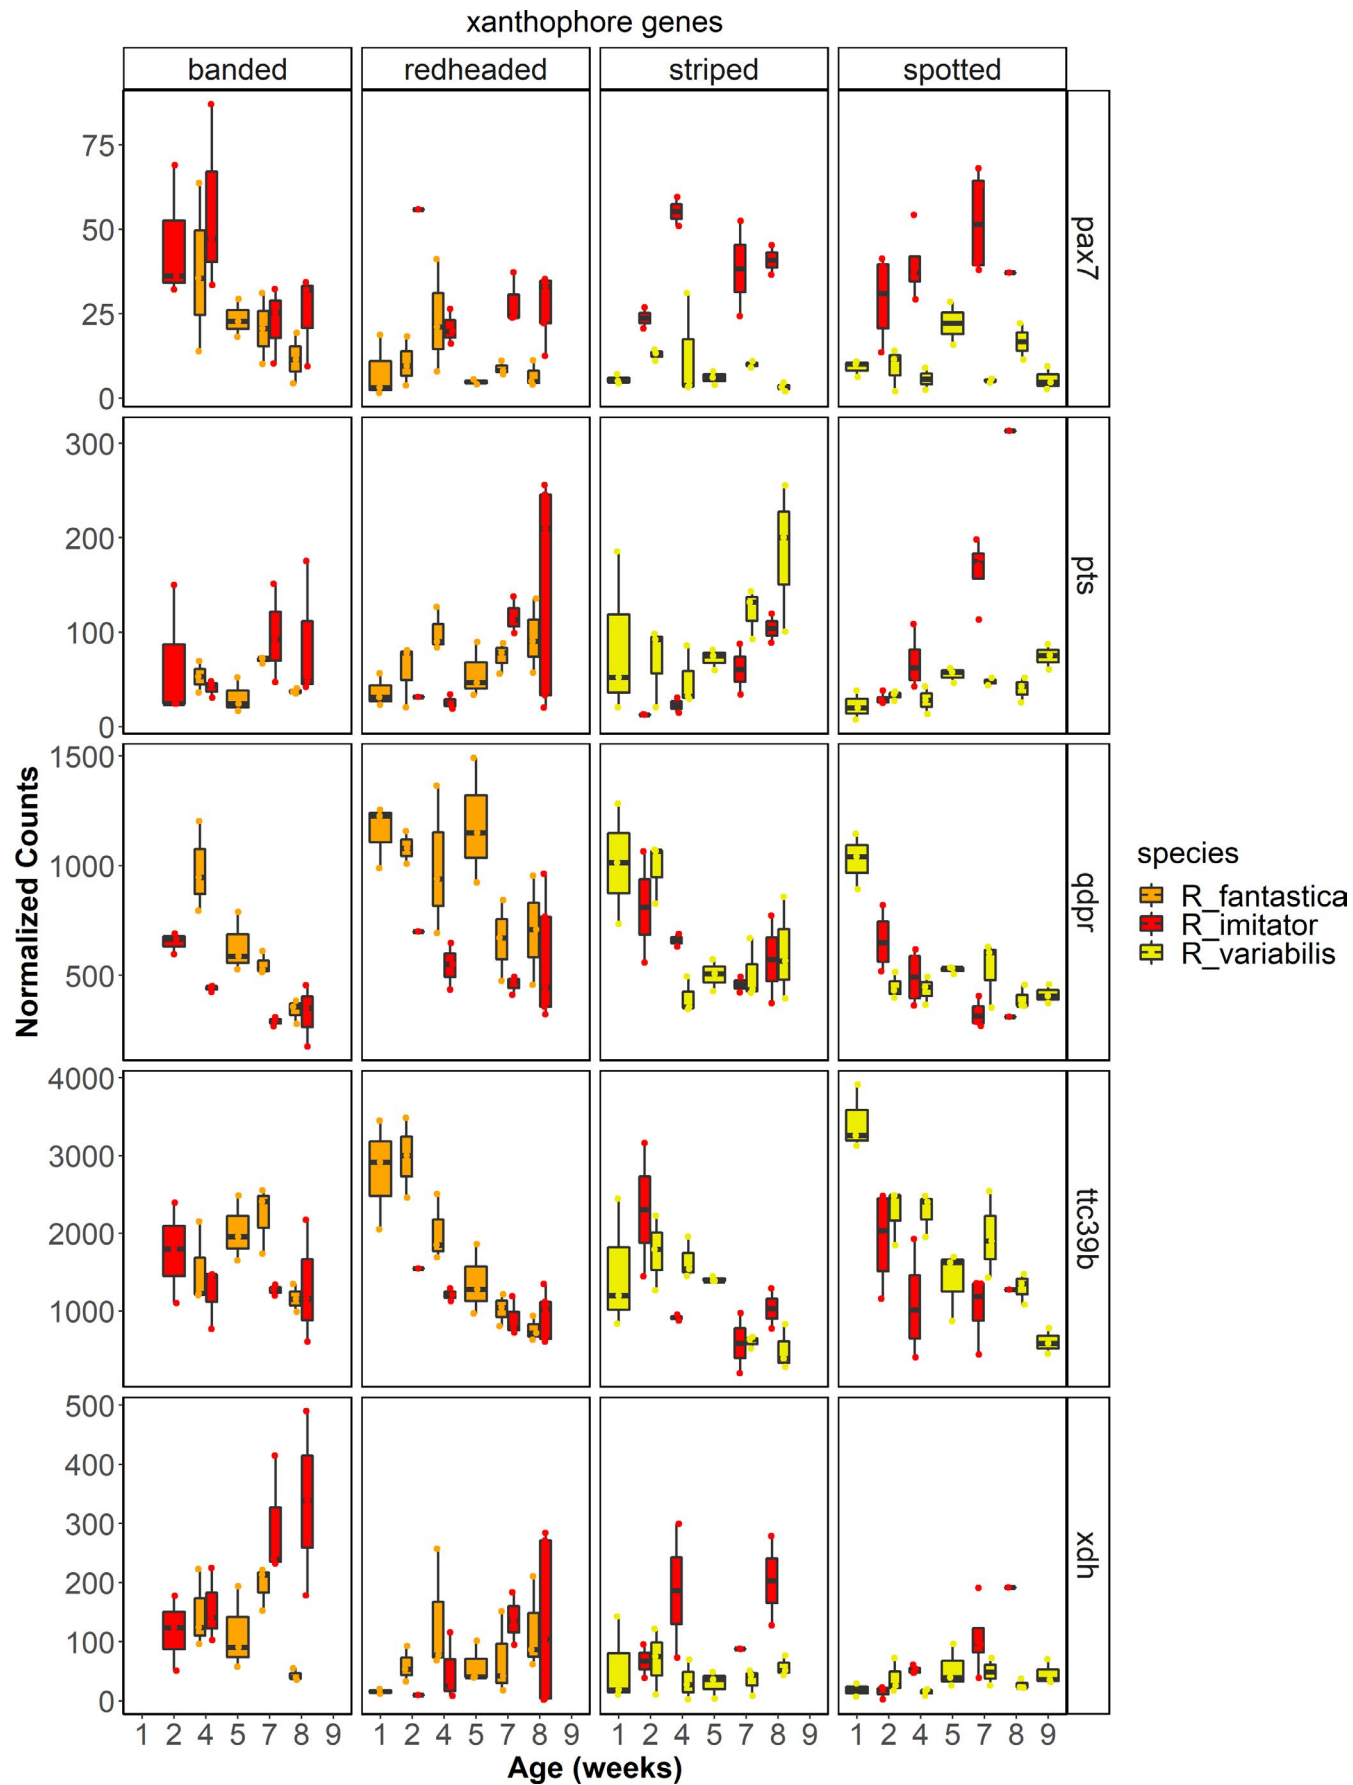 xanthophore genes
banded redheaded striped spotted
75
50
25
0
pax7
300
200
100
0
pts
1500
1000
500
qdpr
4000
3000
2000
1000
ttc39b
500
400
300
200
100
0
xdh
Normalized Counts
1 2 4 5 7 8 9 1 2 4 5 7 8 9 1 2 4 5 7 8 9 1 2 4 5 7 8 9
Age (weeks)
species
R_fantastica
R_imitator
R_variabilis